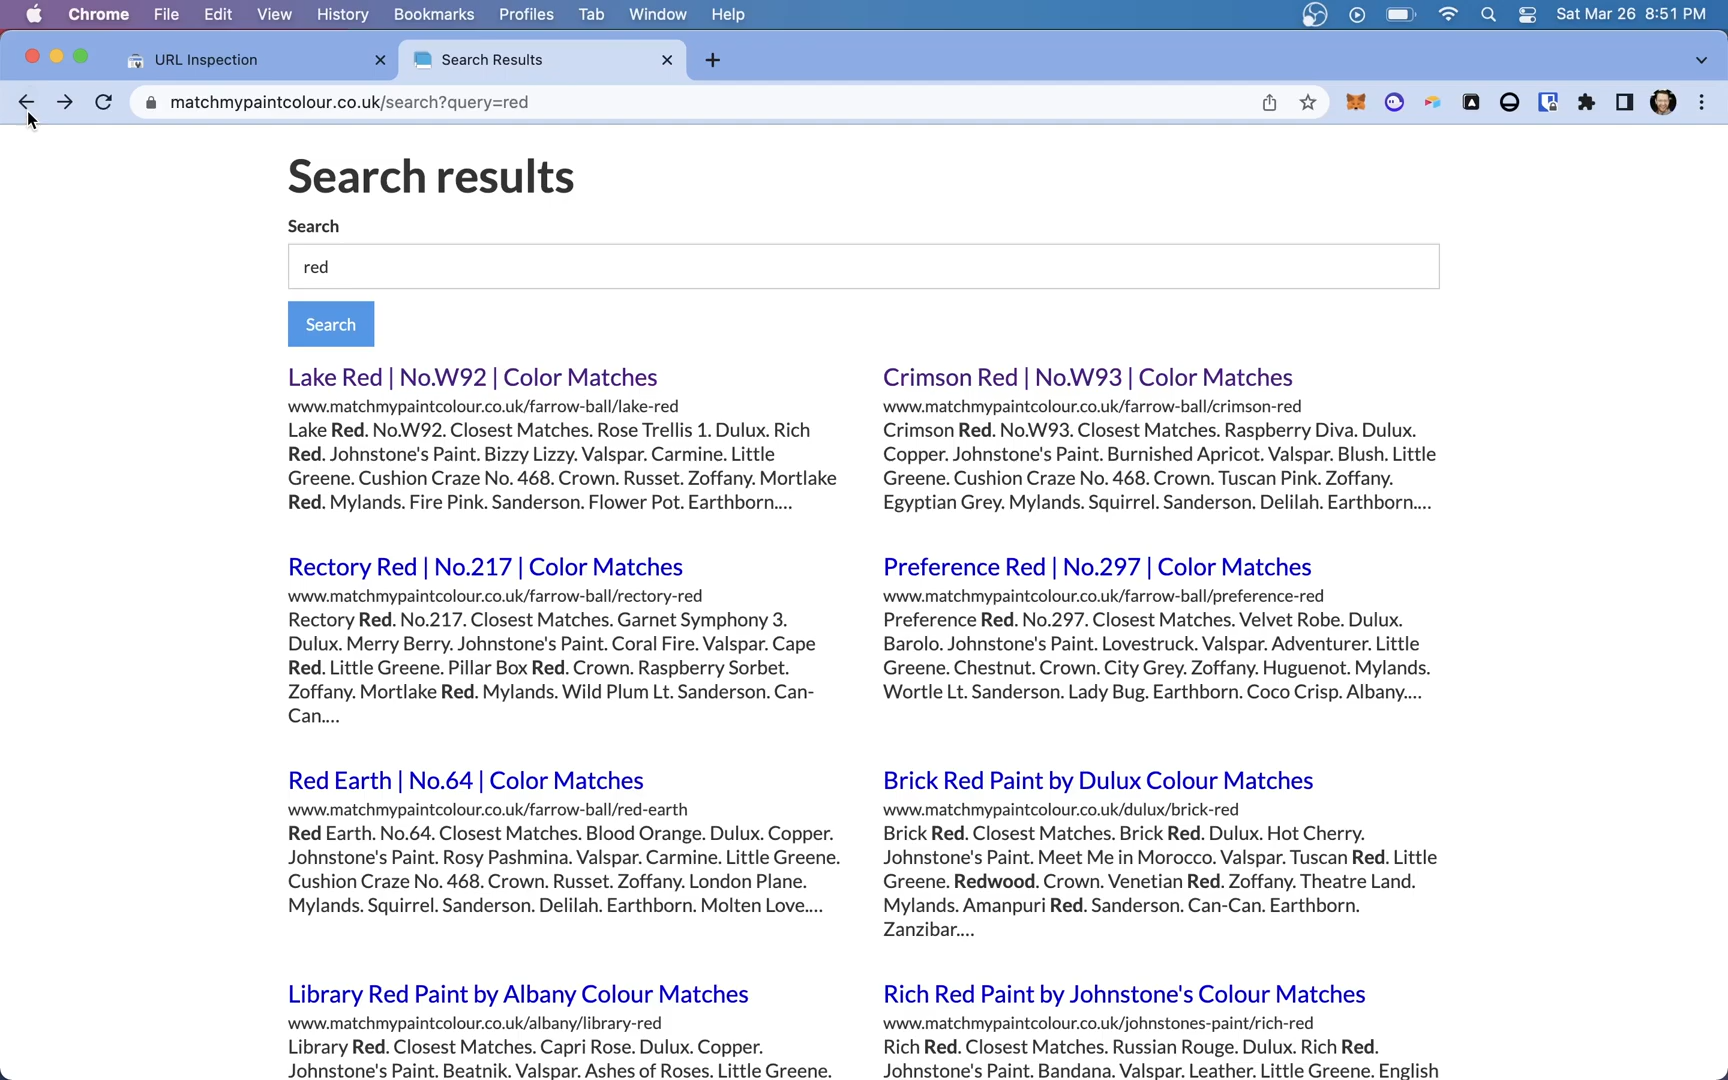 Chrome File Edit View History Bookmarks Profiles Tab Window Help Sat Mar 26 8:51 PM
URL Inspection Search Results
matchmypaintcolour.co.uk/search?query=red
Search results
Search
red
Search
Lake Red | No.W92 | Color Matches
www.matchmypaintcolour.co.uk/farrow-ball/lake-red
Lake Red. No.W92. Closest Matches. Rose Trellis 1. Dulux. Rich
Red. Johnstone's Paint. Bizzy Lizzy. Valspar. Carmine. Little
Greene. Cushion Craze No. 468. Crown. Russet. Zoffany. Mortlake
Red. Mylands. Fire Pink. Sanderson. Flower Pot. Earthborn....
Crimson Red | No.W93 | Color Matches
www.matchmypaintcolour.co.uk/farrow-ball/crimson-red
Crimson Red. No.W93. Closest Matches. Raspberry Diva. Dulux.
Copper. Johnstone's Paint. Burnished Apricot. Valspar. Blush. Little
Greene. Cushion Craze No. 468. Crown. Tuscan Pink. Zoffany.
Egyptian Grey. Mylands. Squirrel. Sanderson. Delilah. Earthborn....
Rectory Red | No.217 | Color Matches
www.matchmypaintcolour.co.uk/farrow-ball/rectory-red
Rectory Red. No.217. Closest Matches. Garnet Symphony 3.
Dulux. Merry Berry. Johnstone's Paint. Coral Fire. Valspar. Cape
Red. Little Greene. Pillar Box Red. Crown. Raspberry Sorbet.
Zoffany. Mortlake Red. Mylands. Wild Plum Lt. Sanderson. Can-
Can....
Preference Red | No.297 | Color Matches
www.matchmypaintcolour.co.uk/farrow-ball/preference-red
Preference Red. No.297. Closest Matches. Velvet Robe. Dulux.
Barolo. Johnstone's Paint. Lovestruck. Valspar. Adventurer. Little
Greene. Chestnut. Crown. City Grey. Zoffany. Huguenot. Mylands.
Wortle Lt. Sanderson. Lady Bug. Earthborn. Coco Crisp. Albany....
Red Earth | No.64 | Color Matches
www.matchmypaintcolour.co.uk/farrow-ball/red-earth
Red Earth. No.64. Closest Matches. Blood Orange. Dulux. Copper.
Johnstone's Paint. Rosy Pashmina. Valspar. Carmine. Little Greene.
Cushion Craze No. 468. Crown. Russet. Zoffany. London Plane.
Mylands. Squirrel. Sanderson. Delilah. Earthborn. Molten Love....
Brick Red Paint by Dulux Colour Matches
www.matchmypaintcolour.co.uk/dulux/brick-red
Brick Red. Closest Matches. Brick Red. Dulux. Hot Cherry.
Johnstone's Paint. Meet Me in Morocco. Valspar. Tuscan Red. Little
Greene. Redwood. Crown. Venetian Red. Zoffany. Theatre Land.
Mylands. Amanpuri Red. Sanderson. Can-Can. Earthborn.
Zanzibar....
Library Red Paint by Albany Colour Matches
www.matchmypaintcolour.co.uk/albany/library-red
Library Red. Closest Matches. Capri Rose. Dulux. Copper.
Johnstone's Paint. Beatnik. Valspar. Ashes of Roses. Little Greene.
Rich Red Paint by Johnstone's Colour Matches
www.matchmypaintcolour.co.uk/johnstones-paint/rich-red
Rich Red. Closest Matches. Russian Rouge. Dulux. Rich Red.
Johnstone's Paint. Bandana. Valspar. Leather. Little Greene. English